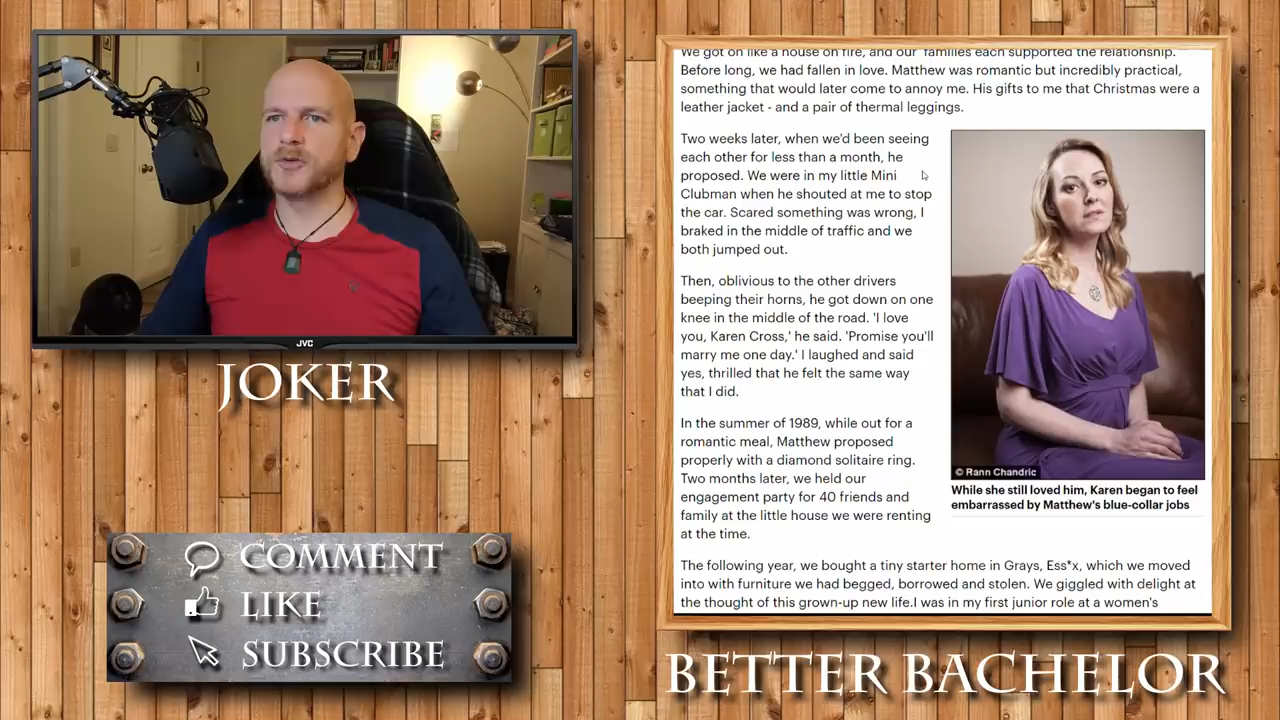 JVC
JOKER
COMMENT
LIKE
SUBSCRIBE
We got on like a house on fire, and our families each supported the relationship.
Before long, we had fallen in love. Matthew was romantic but incredibly practical,
something that would later come to annoy me. His gifts to me that Christmas were a
leather jacket - and a pair of thermal leggings.
Two weeks later, when we'd been seeing
each other for less than a month, he
proposed. We were in my little Mini
Clubman when he shouted at me to stop
the car. Scared something was wrong, I
braked in the middle of traffic and we
both jumped out.
Then, oblivious to the other drivers
beeping their horns, he got down on one
knee in the middle of the road. 'I love
you, Karen Cross,' he said. 'Promise you'll
marry me one day.' I laughed and said
yes, thrilled that he felt the same way
that I did.
In the summer of 1989, while out for a
romantic meal, Matthew proposed
properly with a diamond solitaire ring.
Two months later, we held our
engagement party for 40 friends and
family at the little house we were renting
at the time.
© Rann Chandric
While she still loved him, Karen began to feel
embarrassed by Matthew's blue-collar jobs
The following year, we bought a tiny starter home in Grays, Ess*x, which we moved
into with furniture we had begged, borrowed and stolen. We giggled with delight at
the thought of this grown-up new life.I was in my first junior role at a women's
BETTER BACHELOR